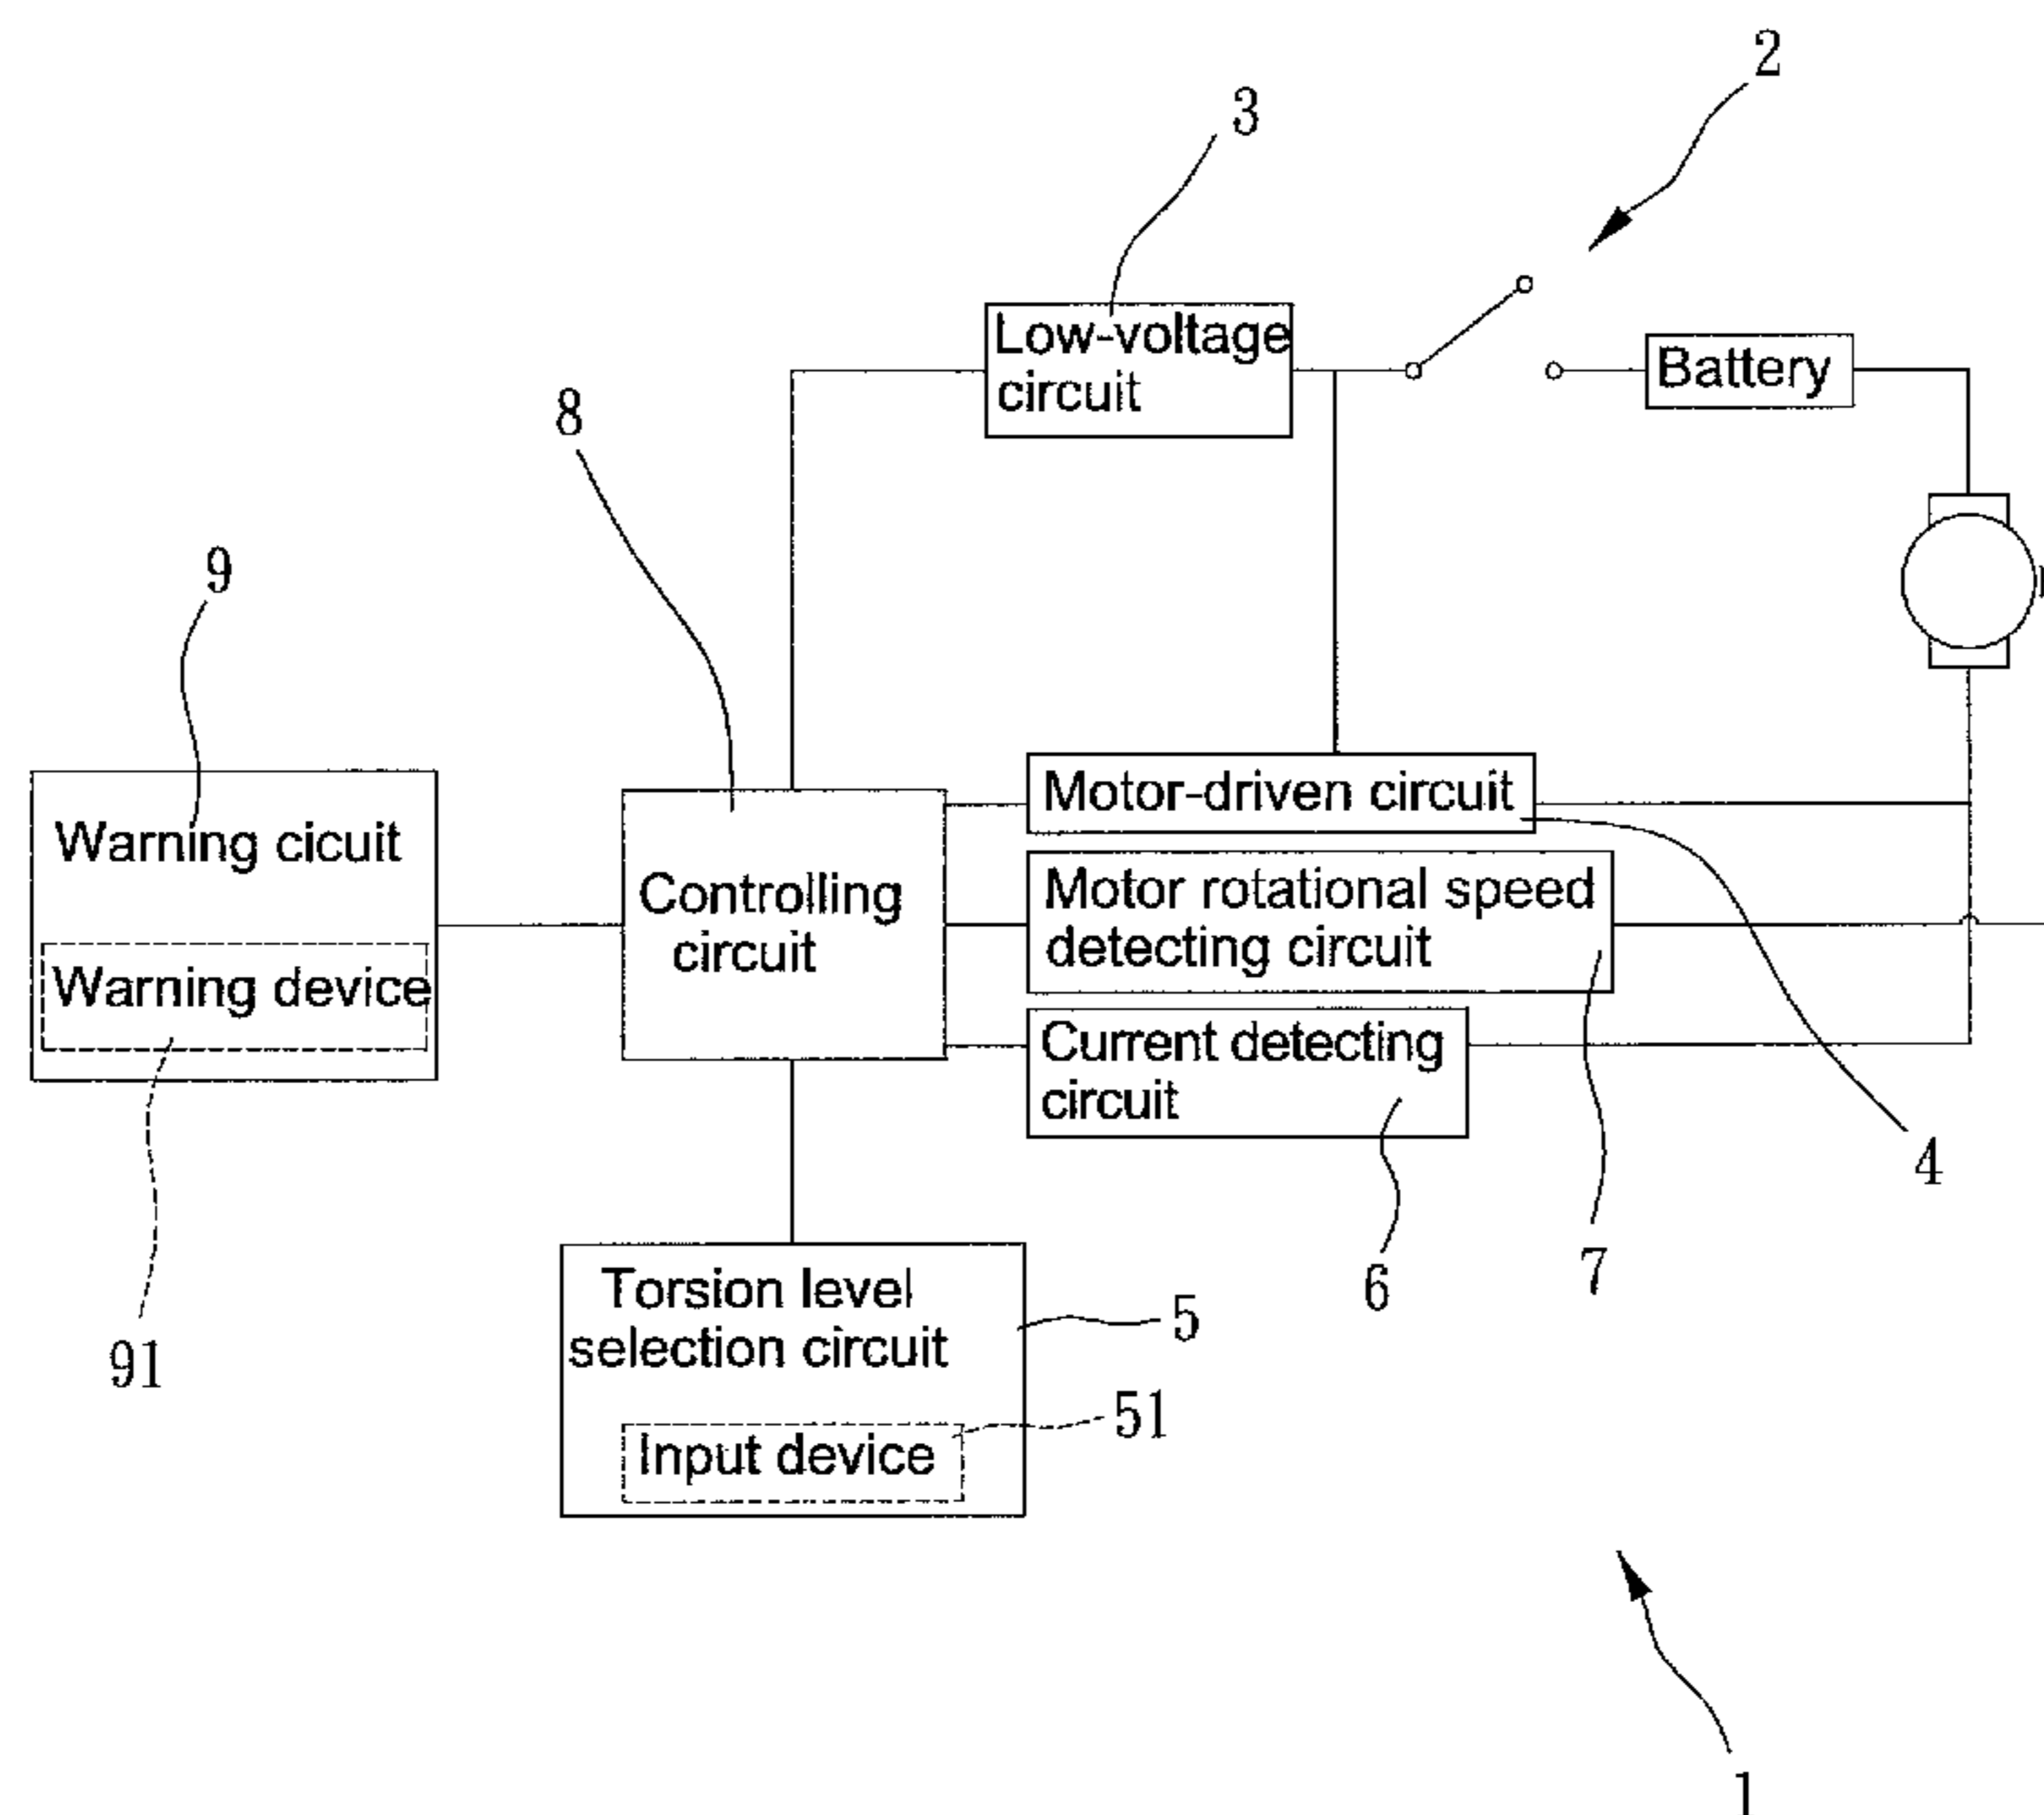 2
3
Low-voltage
circuit
Battery
8
9
Motor-driven circuit
Warning cicuit
Controlling
circuit
Motor rotational speed
detecting circuit
Warning device
Current detecting
circuit
4
7
6
Torsion level
selection circuit
5
91
51
Input device
1